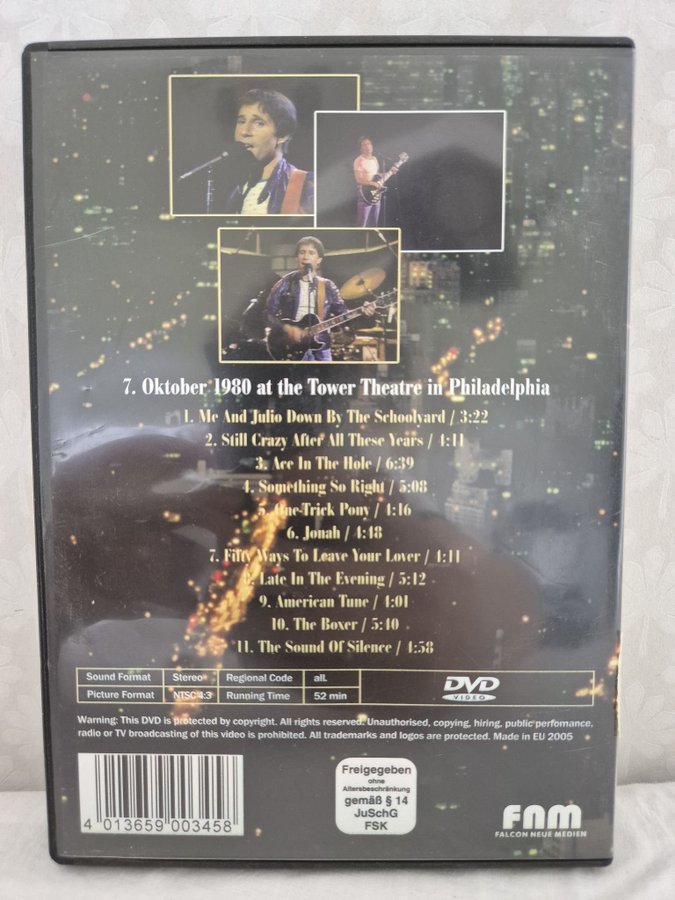 7. Oktober 1980 at the Tower Theatre in Philadelphia
1. Me And Julio Down By The Schoolyard / 3:22
2. Still Crazy After All These Years / 4:11
3. Ace In The Hole / 6:39
4. Something So Right / 5:08
5. One-Trick Pony / 4:16
6. Jonah / 4:48
7. Fifty Ways To Leave Your Lover / 4:11
8. Late In The Evening / 5:12
9. American Tune / 4:01
10. The Boxer / 5:40
11. The Sound Of Silence / 4:58
Sound Format Stereo Regional Code all.
Picture Format NTSC 4:3 Running Time 52 min
DVD
VIDEO
Warning: This DVD is protected by copyright. All rights reserved. Unauthorised, copying, hiring, public perfomance,
radio or TV broadcasting of this video is prohibited. All trademarks and logos are protected. Made in EU 2005
4 013659 003458
Freigegeben
ohne
Altersbeschränkung
gemäß § 14
JuSchG
FSK
FNM
FALCON NEUE MEDIEN